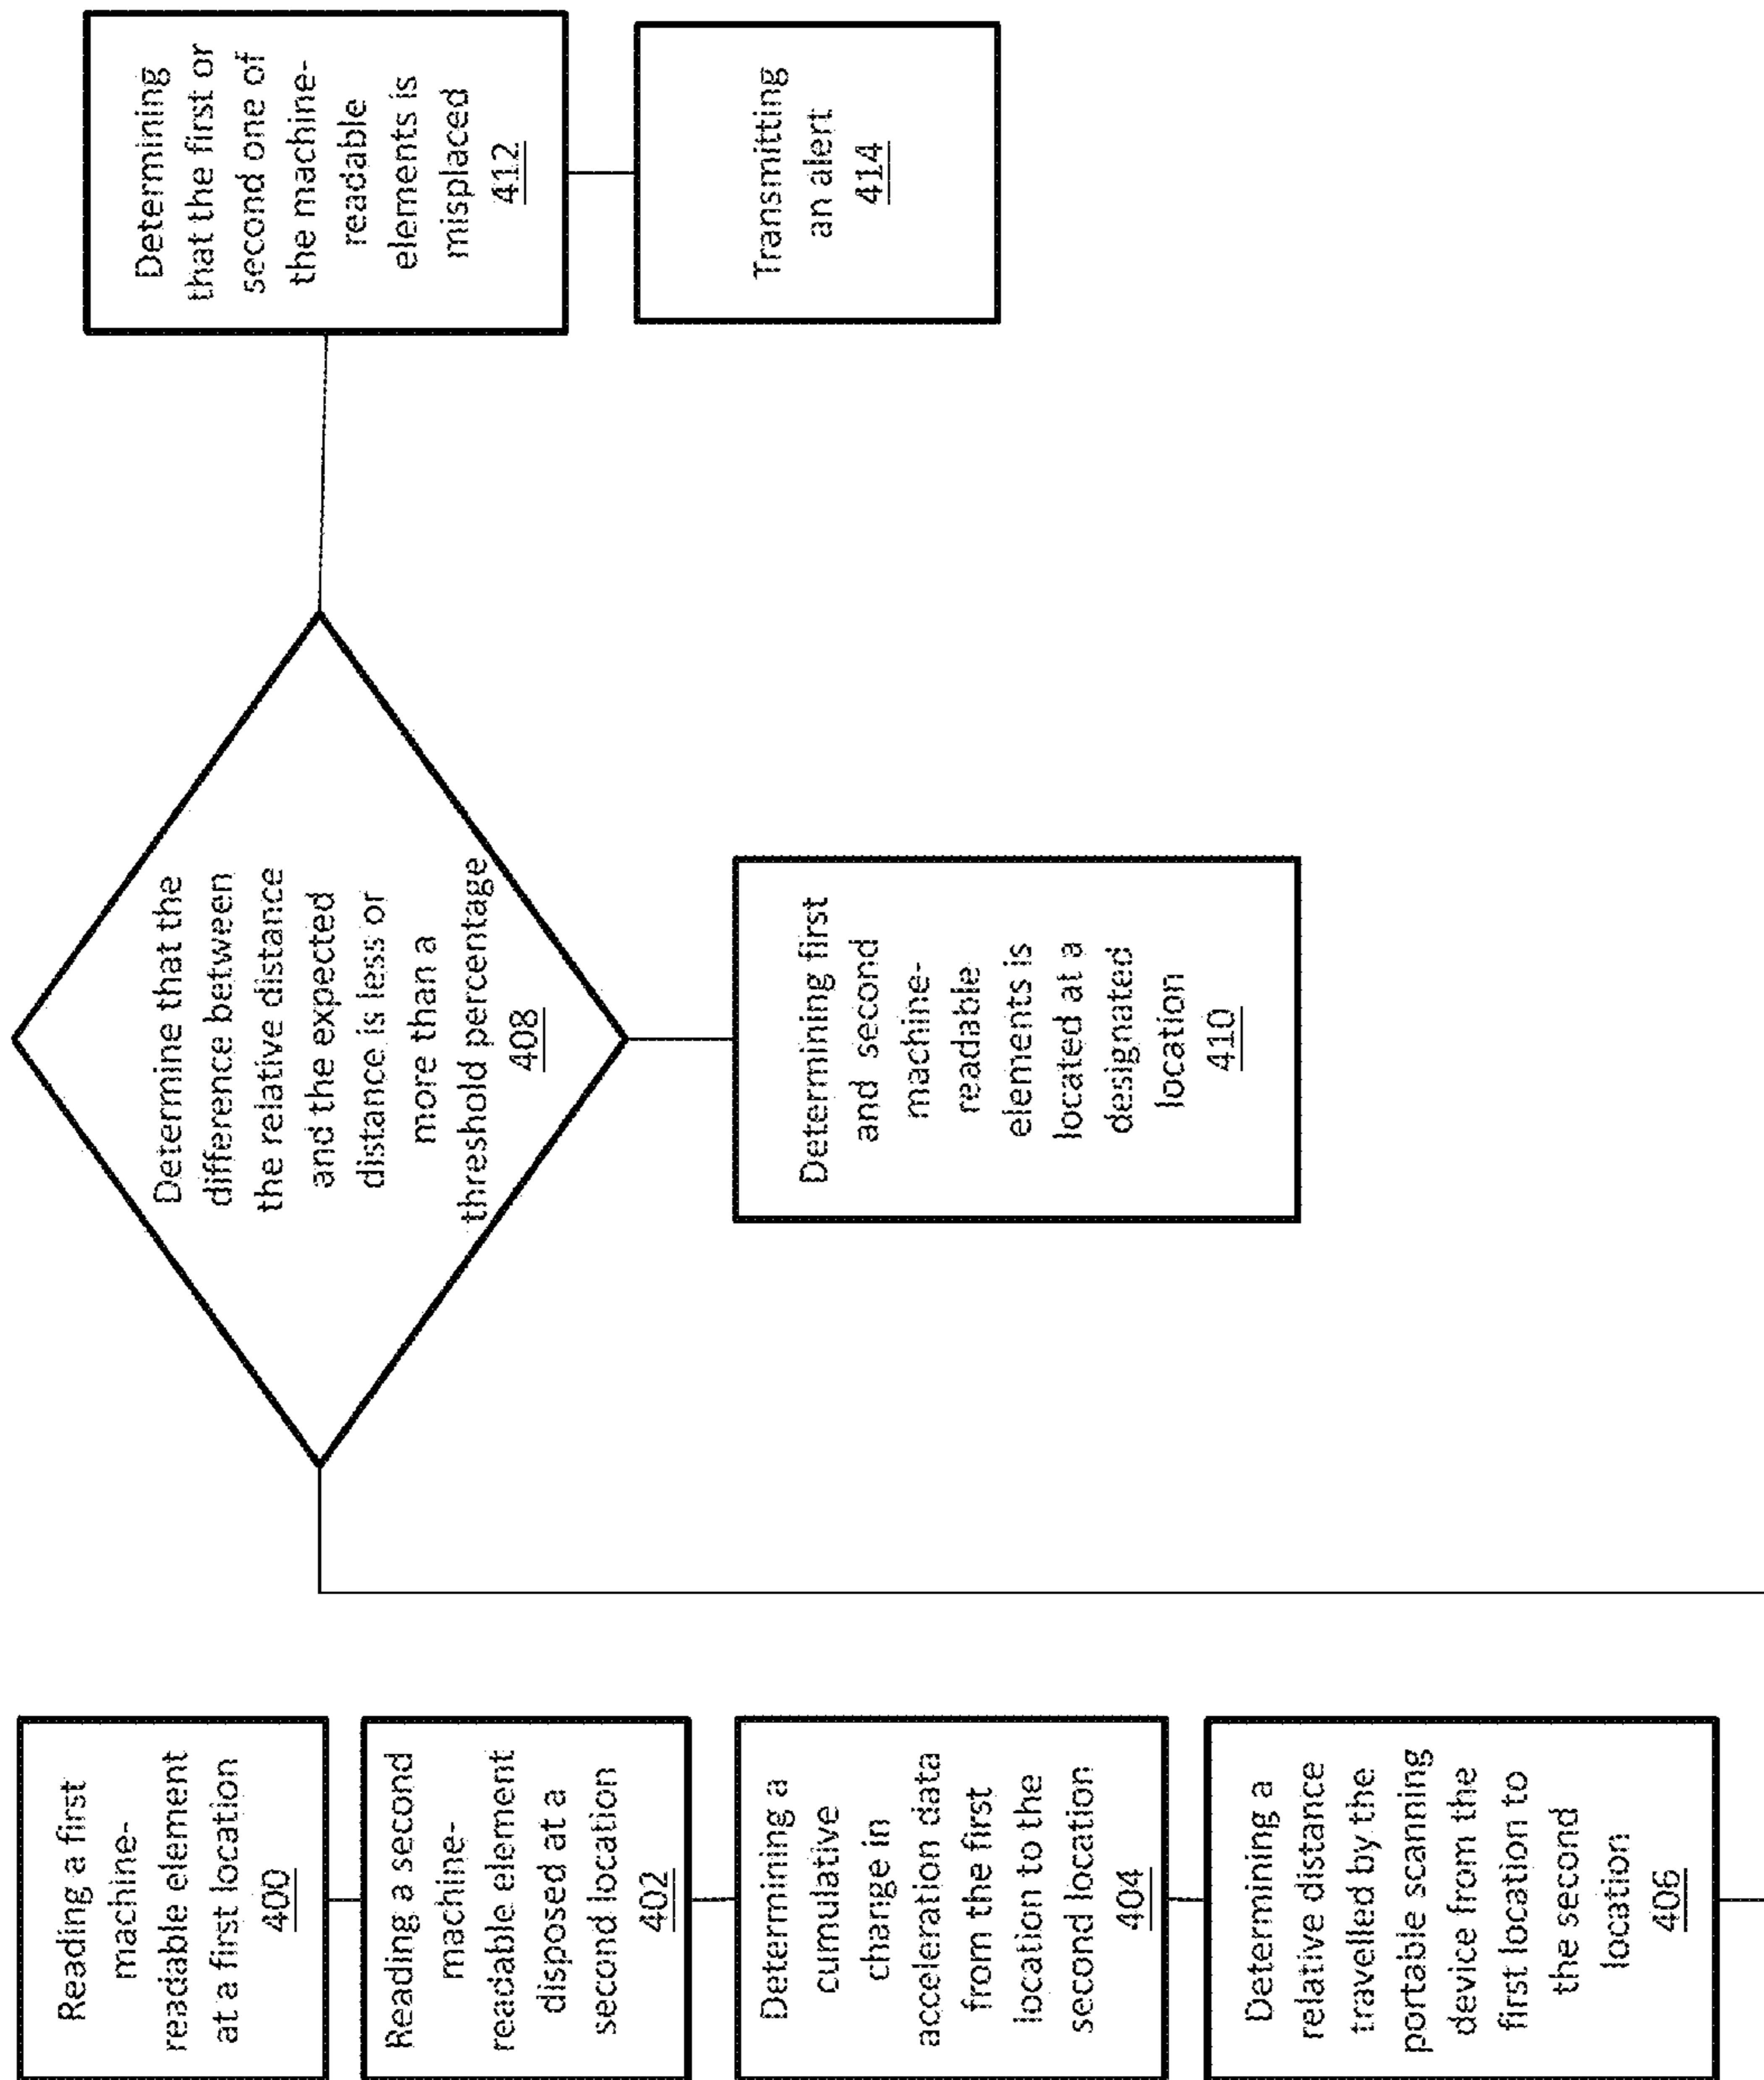 Reading a first
machine-
readable element
at a first location
400
Reading a second
machine-
readable element
disposed at a
second location
402
Determining a
cumulative
change in
acceleration data
from the first
location to the
second location
404
Determining a
relative distance
travelled by the
portable scanning
device from the
first location to
the second
location
406
Determine that the
difference between
the relative distance
and the expected
distance is less or
more than a
threshold percentage
408
Determining first
and second
machine-
readable
elements is
located at a
designated
location
410
Determining
that the first or
second one of
the machine-
readable
elements is
misplaced
412
Transmitting
an alert
414